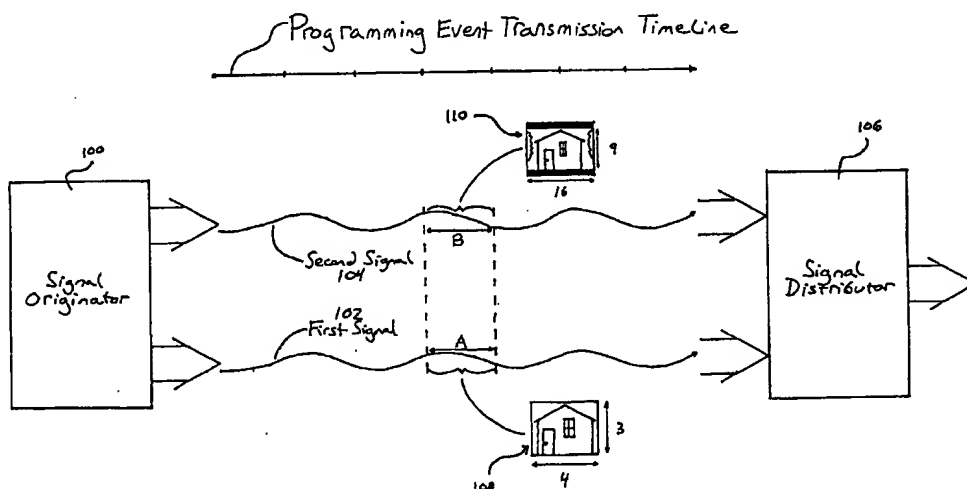 Programming Event Transmission Timeline
110
9
16
100
106
B
Second Signal
104
Signal
Originator
Signal
Distributor
102
First Signal
A
3
4
108